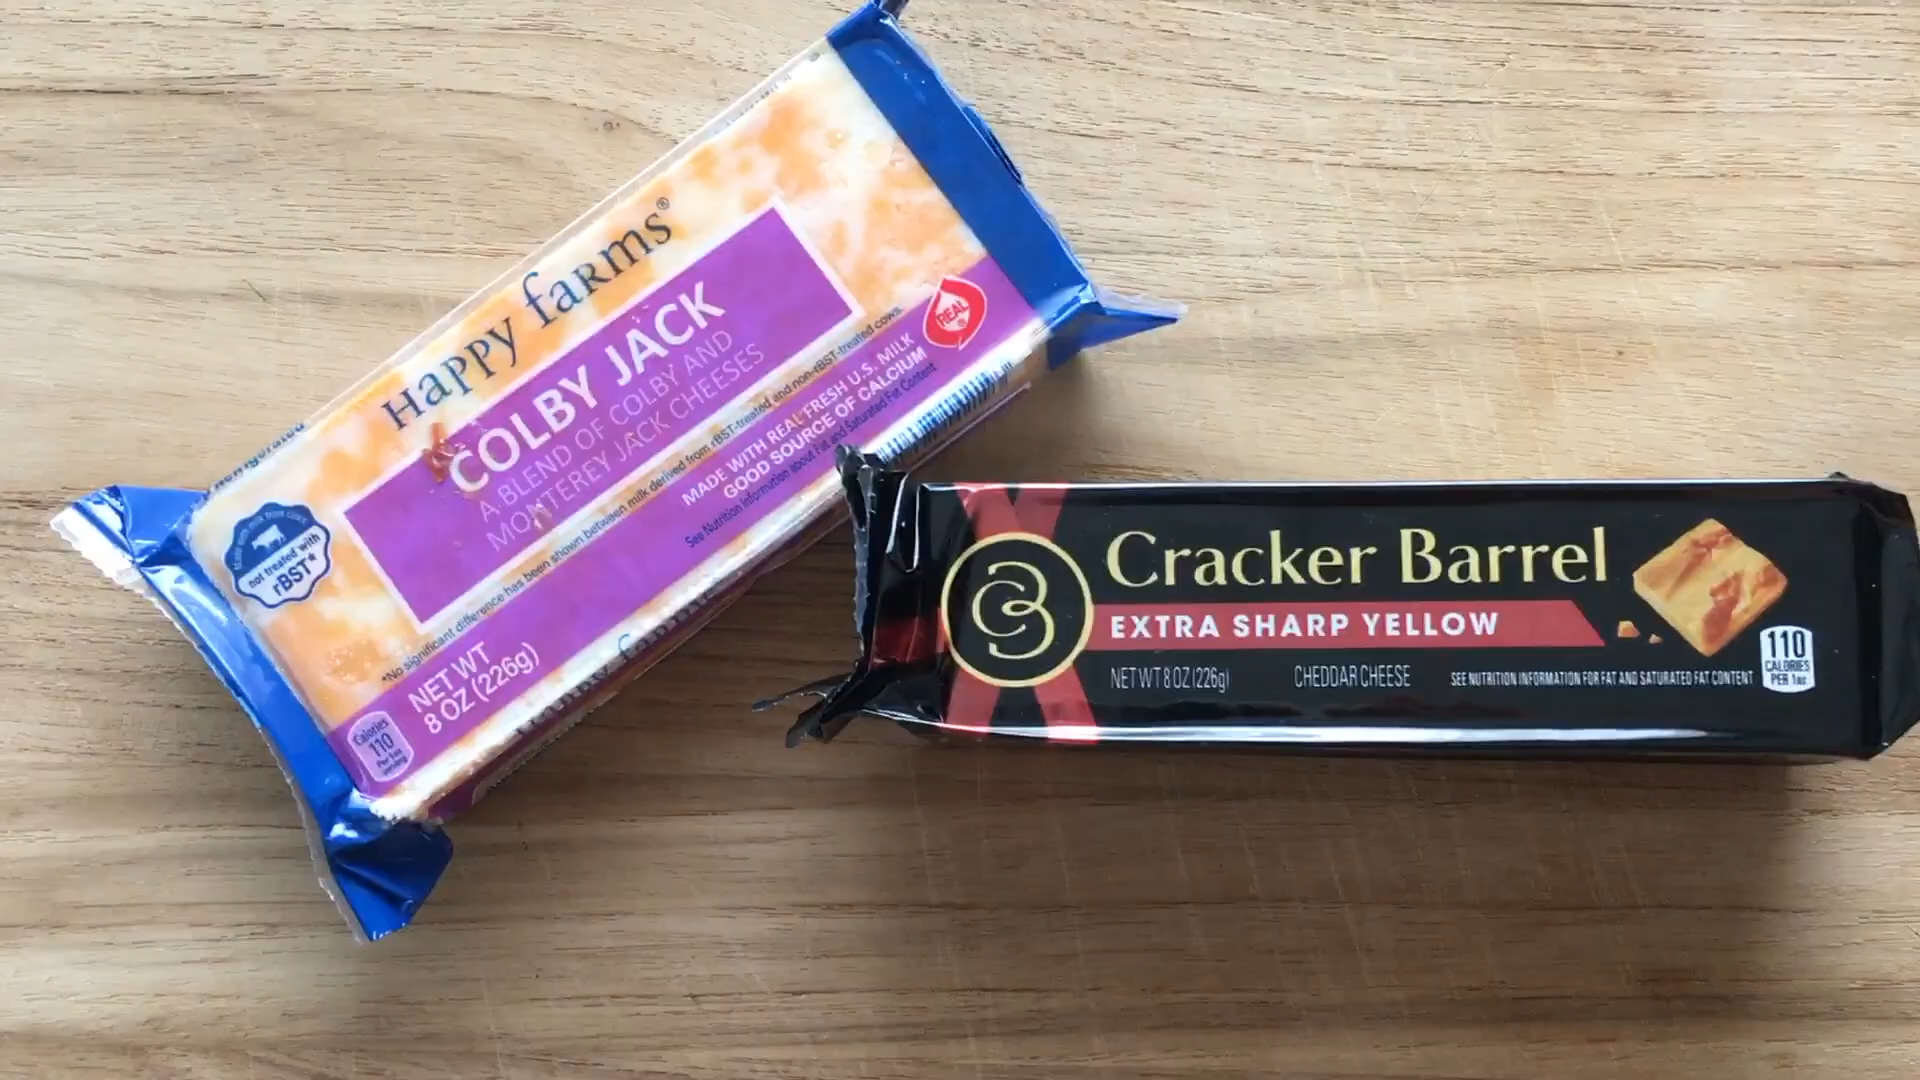 Happy farms®
COLBY JACK
A BLEND OF COLBY AND
MONTEREY JACK CHEESES
*No significant difference has been shown between milk derived from rBST-treated and non-rBST-treated cows.
MADE WITH REAL FRESH U.S. MILK
GOOD SOURCE OF CALCIUM
See Nutrition Information about Fat and Saturated Fat Content
REAL®
not treated with
rBST*
NET WT
8 OZ (226g)
Calories
110
Per 1oz
serving
Cracker Barrel
EXTRA SHARP YELLOW
NET WT 8 OZ (226g)
CHEDDAR CHEESE
SEE NUTRITION INFORMATION FOR FAT AND SATURATED FAT CONTENT
110
CALORIES
PER 1oz